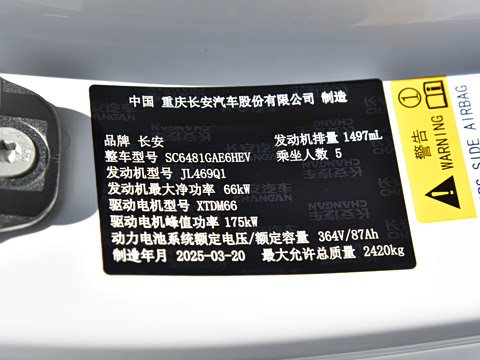 中国 重庆长安汽车股份有限公司 制造
品牌 长安 发动机排量 1497mL
整车型号 SC6481GAE6HEV 乘坐人数 5
发动机型号 JL469Q1
发动机最大净功率 66kW
驱动电机型号 XTDM66
驱动电机峰值功率 175kW
动力电池系统额定电压/额定容量 364V/87Ah
制造年月 2025-03-20 最大允许总质量 2420kg
警告
WARNING
SIDE AIRBAG